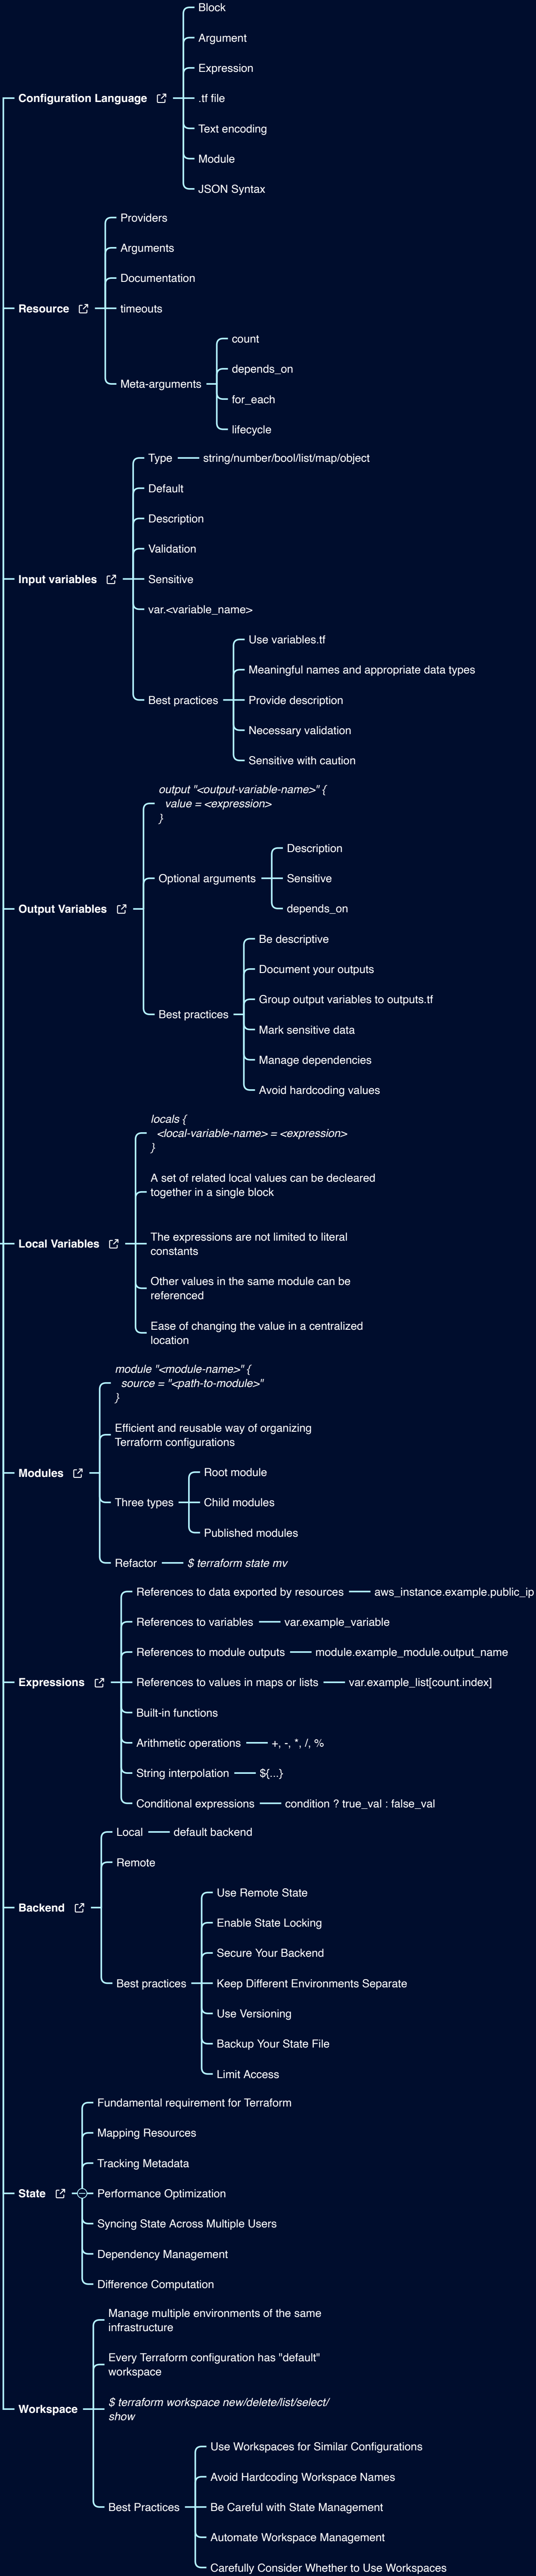 Configuration Language
Block
Argument
Expression
.tf file
Text encoding
Module
JSON Syntax
Resource
Providers
Arguments
Documentation
timeouts
Meta-arguments
count
depends_on
for_each
lifecycle
Input variables
Type
string/number/bool/list/map/object
Default
Description
Validation
Sensitive
var.<variable_name>
Best practices
Use variables.tf
Meaningful names and appropriate data types
Provide description
Necessary validation
Sensitive with caution
Output Variables
output "<output-variable-name>" {
value = <expression>
}
Optional arguments
Description
Sensitive
depends_on
Best practices
Be descriptive
Document your outputs
Group output variables to outputs.tf
Mark sensitive data
Manage dependencies
Avoid hardcoding values
Local Variables
locals {
<local-variable-name> = <expression>
}
A set of related local values can be decleared
together in a single block
The expressions are not limited to literal
constants
Other values in the same module can be
referenced
Ease of changing the value in a centralized
location
Modules
module "<module-name>" {
source = "<path-to-module>"
}
Efficient and reusable way of organizing
Terraform configurations
Three types
Root module
Child modules
Published modules
Refactor
$ terraform state mv
Expressions
References to data exported by resources
aws_instance.example.public_ip
References to variables
var.example_variable
References to module outputs
module.example_module.output_name
References to values in maps or lists
var.example_list[count.index]
Built-in functions
Arithmetic operations
+, -, *, /, %
String interpolation
${...}
Conditional expressions
condition ? true_val : false_val
Backend
Local
default backend
Remote
Best practices
Use Remote State
Enable State Locking
Secure Your Backend
Keep Different Environments Separate
Use Versioning
Backup Your State File
Limit Access
State
Fundamental requirement for Terraform
Mapping Resources
Tracking Metadata
Performance Optimization
Syncing State Across Multiple Users
Dependency Management
Difference Computation
Workspace
Manage multiple environments of the same
infrastructure
Every Terraform configuration has "default"
workspace
$ terraform workspace new/delete/list/select/
show
Best Practices
Use Workspaces for Similar Configurations
Avoid Hardcoding Workspace Names
Be Careful with State Management
Automate Workspace Management
Carefully Consider Whether to Use Workspaces